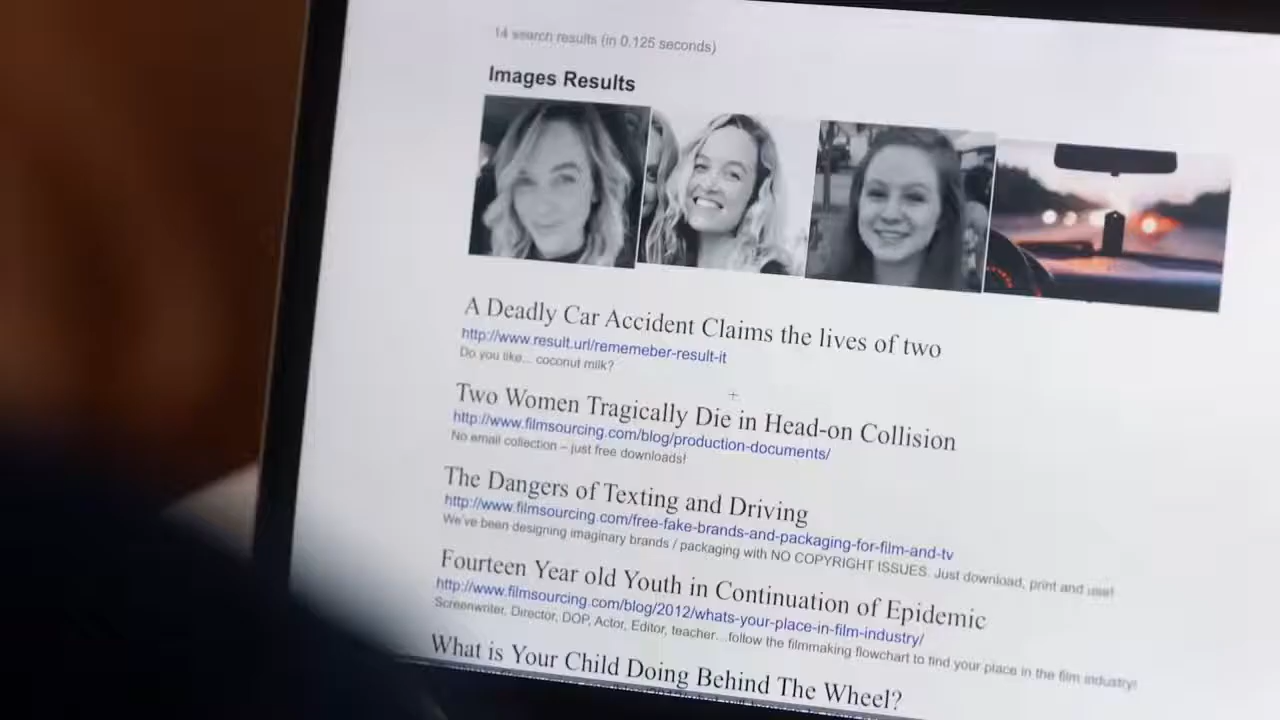 14 search results (in 0.125 seconds)
Images Results
A Deadly Car Accident Claims the lives of two
http://www.result.url/rememeber-result-it
Do you like... coconut milk?
Two Women Tragically Die in Head-on Collision
http://www.filmsourcing.com/blog/production-documents/
No email collection – just free downloads!
The Dangers of Texting and Driving
http://www.filmsourcing.com/free-fake-brands-and-packaging-for-film-and-tv
We've been designing imaginary brands / packaging with NO COPYRIGHT ISSUES. Just download, print and use!
Fourteen Year old Youth in Continuation of Epidemic
http://www.filmsourcing.com/blog/2012/whats-your-place-in-film-industry/
Screenwriter, Director, DOP, Actor, Editor, teacher...follow the filmmaking flowchart to find your place in the film industry!
What is Your Child Doing Behind The Wheel?